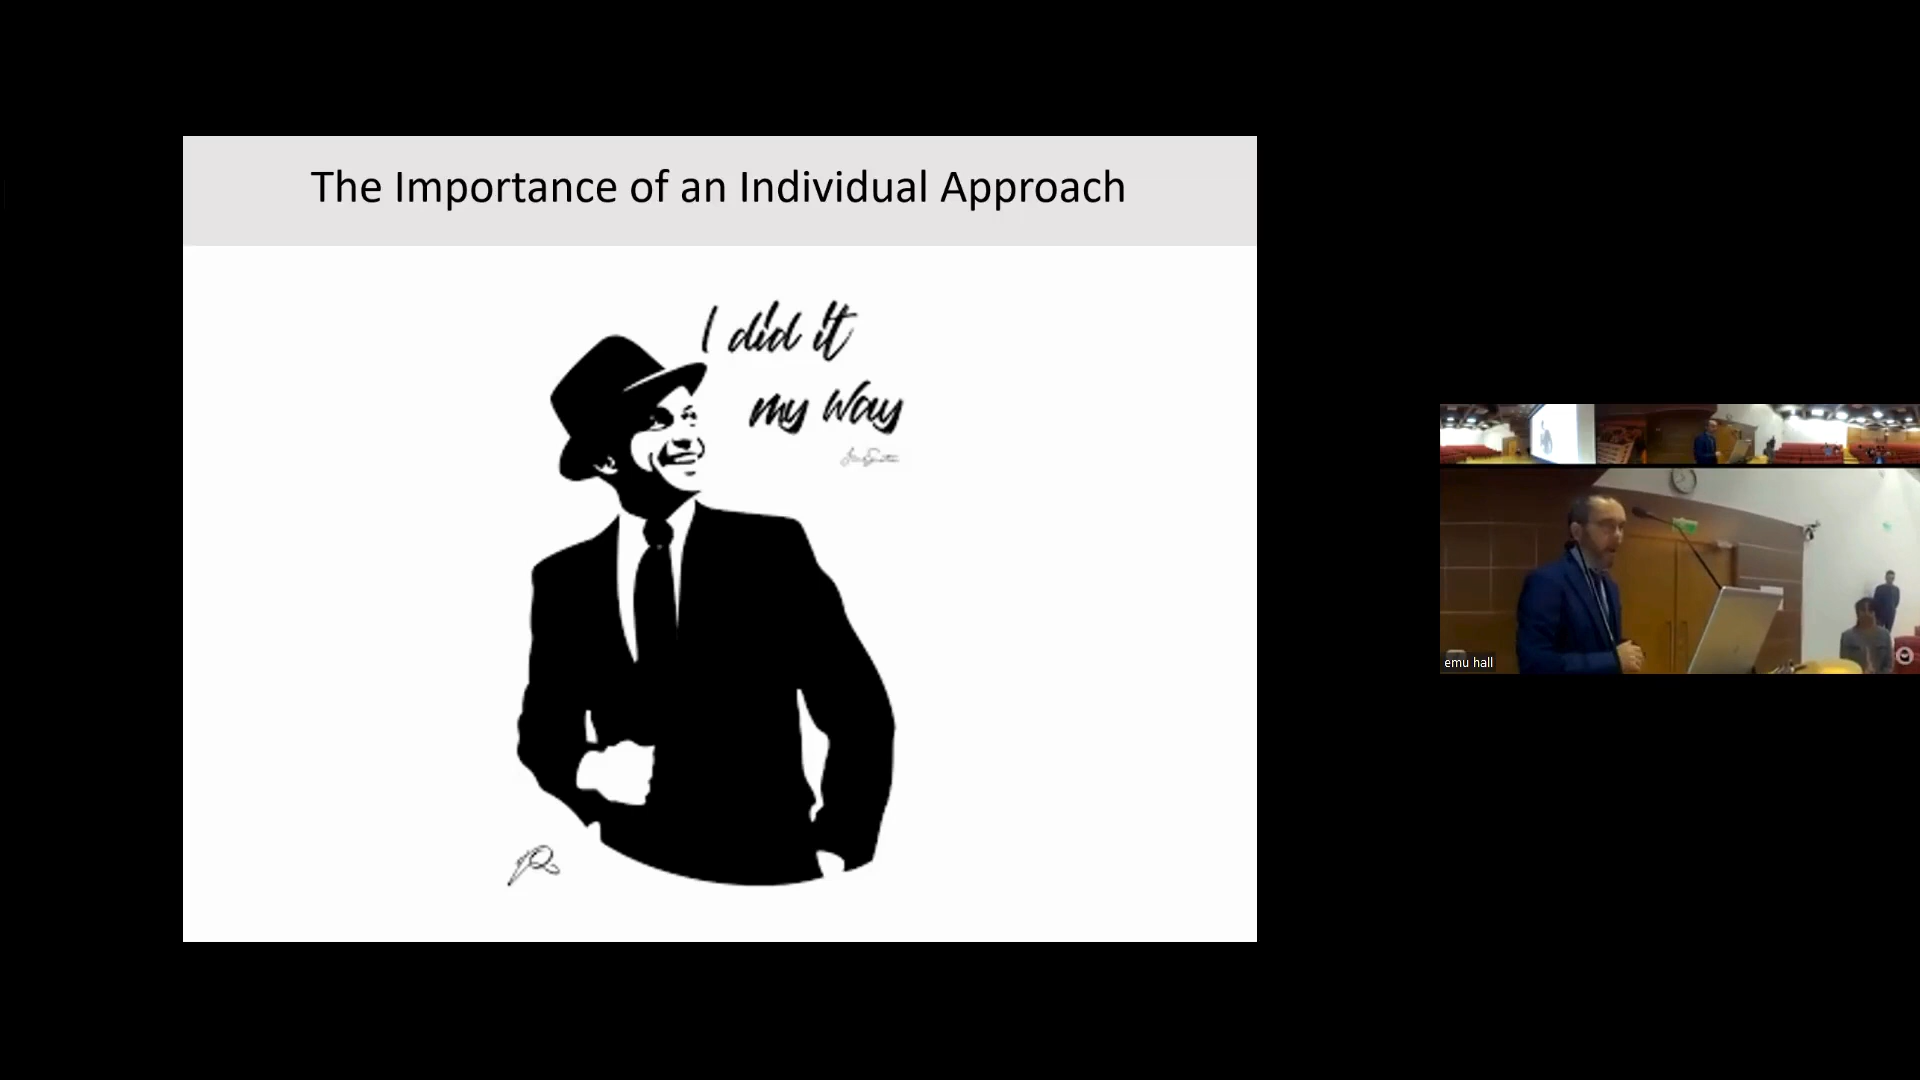 The Importance of an Individual Approach
I did it
my way
emu hall